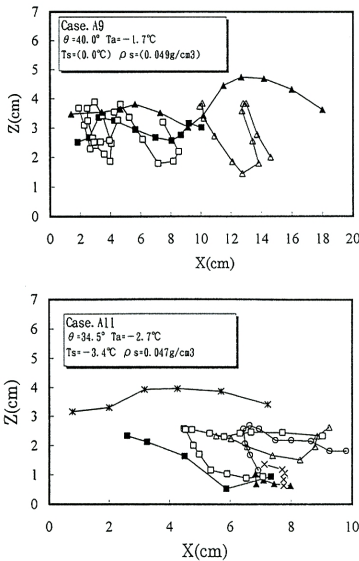 7
6
5
4
3
2
1
0
Z(cm)
Case. A9
θ=40.0° Ta=-1.7℃
Ts=(0.0℃) ρs=(0.049g/cm3)
0 2 4 6 8 10 12 14 16 18 20
X(cm)
7
6
5
4
3
2
1
0
Z(cm)
Case. A11
θ=34.5° Ta=-2.7℃
Ts=-3.4℃ ρs=0.047g/cm3
0 2 4 6 8 10
X(cm)